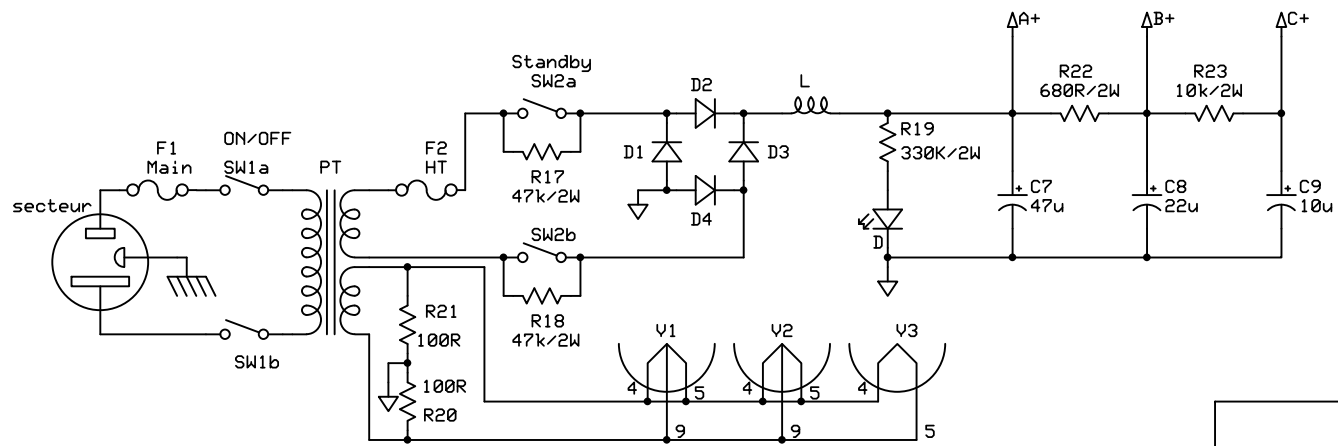 A+
B+
C+
Standby
SW2a
D2
L
R22
680R/2W
R23
10k/2W
F1
Main
ON/OFF
SW1a
PT
F2
HT
R17
47k/2W
D1
D3
R19
330K/2W
D4
secteur
C7
47u
C8
22u
C9
10u
SW2b
D
R18
47k/2W
R21
100R
SW1b
V1
V2
V3
100R
R20
4
5
4
5
4
9
9
5